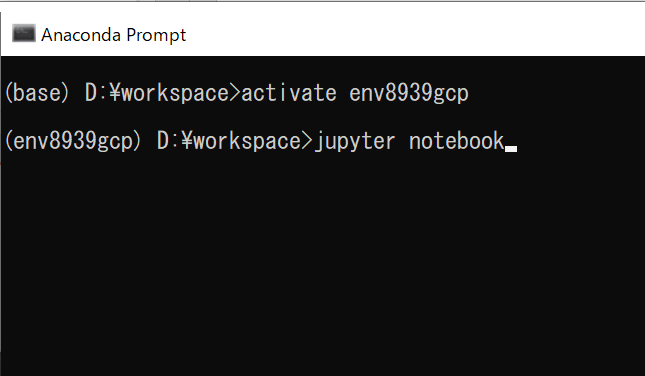 Anaconda Prompt
(base) D:¥workspace>activate env8939gcp
(env8939gcp) D:¥workspace>jupyter notebook